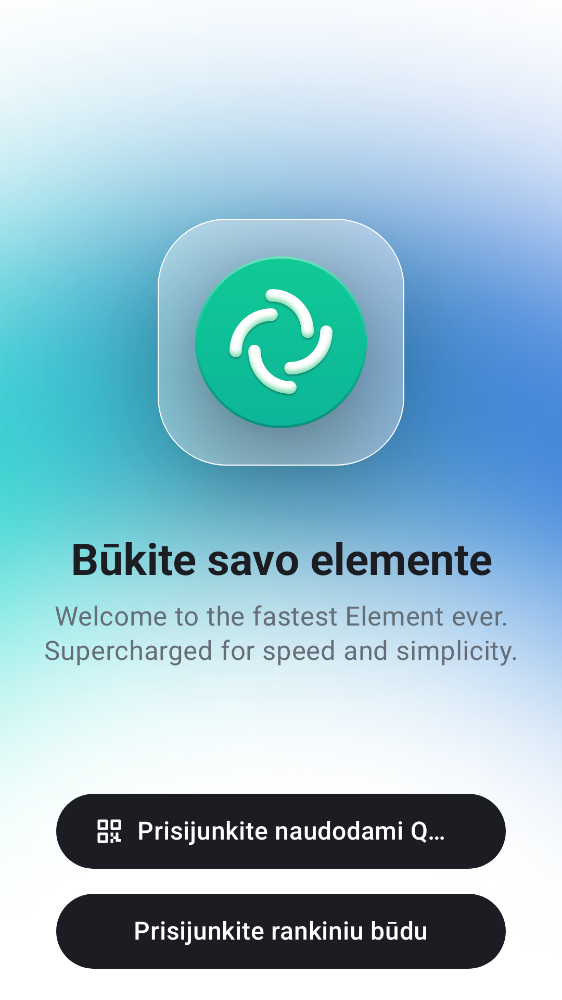 Būkite savo elemente
Welcome to the fastest Element ever.
Supercharged for speed and simplicity.
Prisijunkite naudodami Q...
Prisijunkite rankiniu būdu